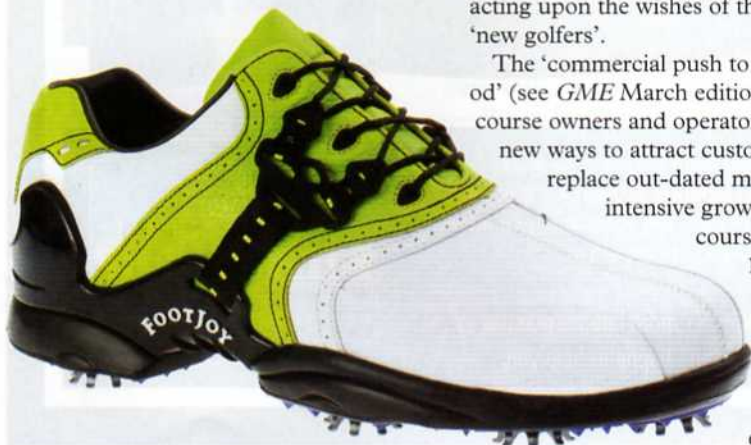 acting upon the wishes of th
'new golfers'.
The 'commercial push to
od' (see GME March editio
course owners and operato
new ways to attract custo
replace out-dated m
intensive grow
cours
FOOTJOY